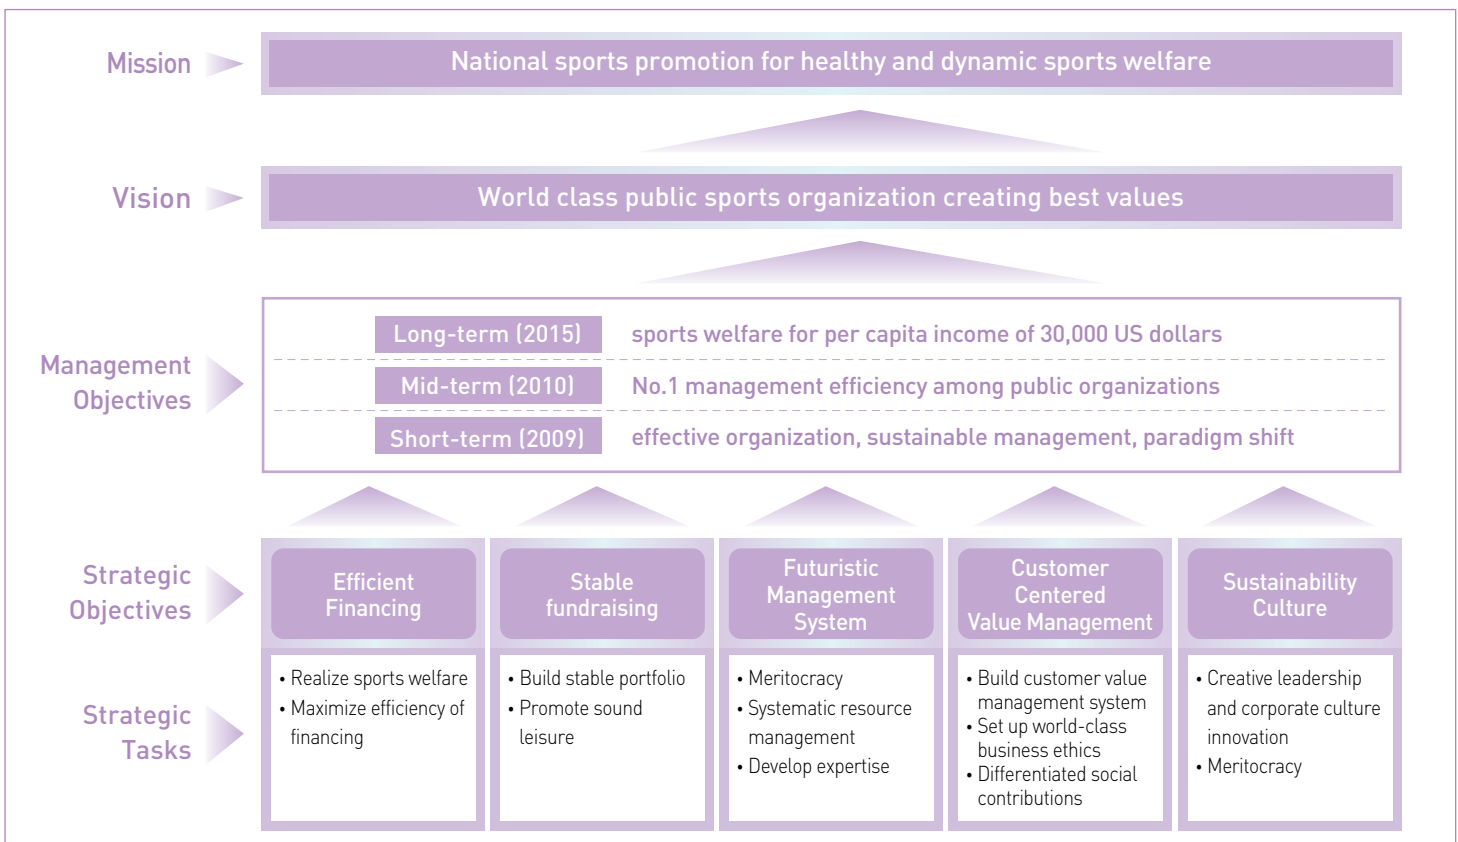 Mission
National sports promotion for healthy and dynamic sports welfare
Vision
World class public sports organization creating best values
Management
Objectives
Long-term (2015)
sports welfare for per capita income of 30,000 US dollars
Mid-term (2010)
No.1 management efficiency among public organizations
Short-term (2009)
effective organization, sustainable management, paradigm shift
Strategic
Objectives
Efficient
Financing
Stable
fundraising
Futuristic
Management
System
Customer
Centered
Value Management
Sustainability
Culture
Strategic
Tasks
• Realize sports welfare
• Maximize efficiency of
financing
• Build stable portfolio
• Promote sound
leisure
• Meritocracy
• Systematic resource
management
• Develop expertise
• Build customer value
management system
• Set up world-class
business ethics
• Differentiated social
contributions
• Creative leadership
and corporate culture
innovation
• Meritocracy